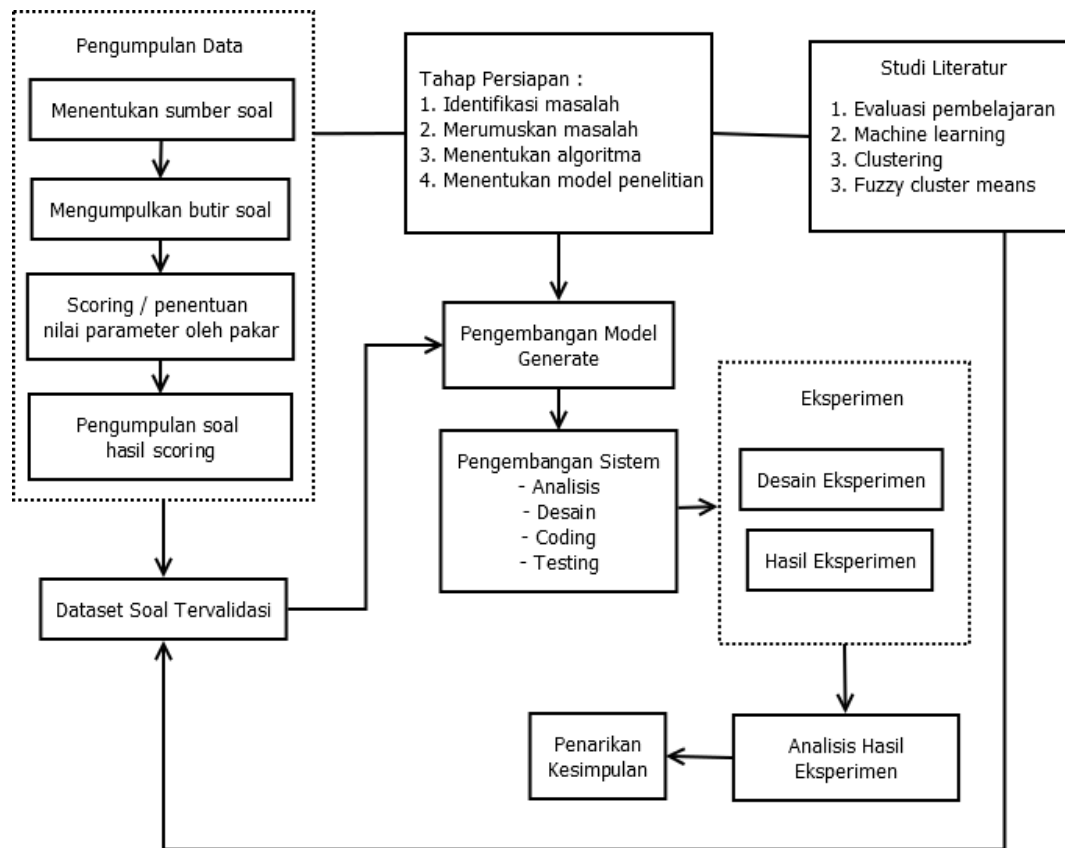 Pengumpulan Data
Menentukan sumber soal
Mengumpulkan butir soal
Scoring / penentuan
nilai parameter oleh pakar
Pengumpulan soal
hasil scoring
Dataset Soal Tervalidasi
Tahap Persiapan :
1. Identifikasi masalah
2. Merumuskan masalah
3. Menentukan algoritma
4. Menentukan model penelitian
Studi Literatur
1. Evaluasi pembelajaran
2. Machine learning
3. Clustering
3. Fuzzy cluster means
Pengembangan Model
Generate
Pengembangan Sistem
- Analisis
- Desain
- Coding
- Testing
Eksperimen
Desain Eksperimen
Hasil Eksperimen
Analisis Hasil
Eksperimen
Penarikan
Kesimpulan